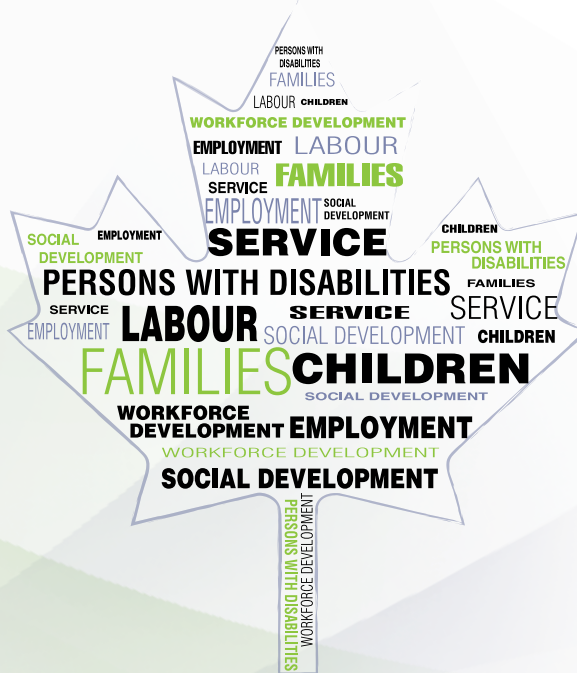 PERSONS WITH
DISABILITIES
FAMILIES
LABOUR CHILDREN
WORKFORCE DEVELOPMENT
EMPLOYMENT LABOUR
LABOUR FAMILIES
SERVICE
EMPLOYMENT SOCIAL
DEVELOPMENT
SERVICE
SOCIAL
DEVELOPMENT
EMPLOYMENT
CHILDREN
PERSONS WITH
DISABILITIES
PERSONS WITH DISABILITIES
FAMILIES
SERVICE
LABOUR
SERVICE
SERVICE
EMPLOYMENT
SOCIAL DEVELOPMENT
CHILDREN
FAMILIES CHILDREN
SOCIAL DEVELOPMENT
WORKFORCE
DEVELOPMENT
EMPLOYMENT
WORKFORCE DEVELOPMENT
SOCIAL DEVELOPMENT
PERSONS WITH DISABILITIES
WORKFORCE DEVELOPMENT